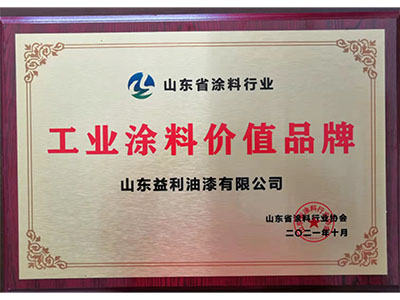 山东省涂料行业
工业涂料价值品牌
山东益利油漆有限公司
山东省涂料行业协会
二〇二一年十月